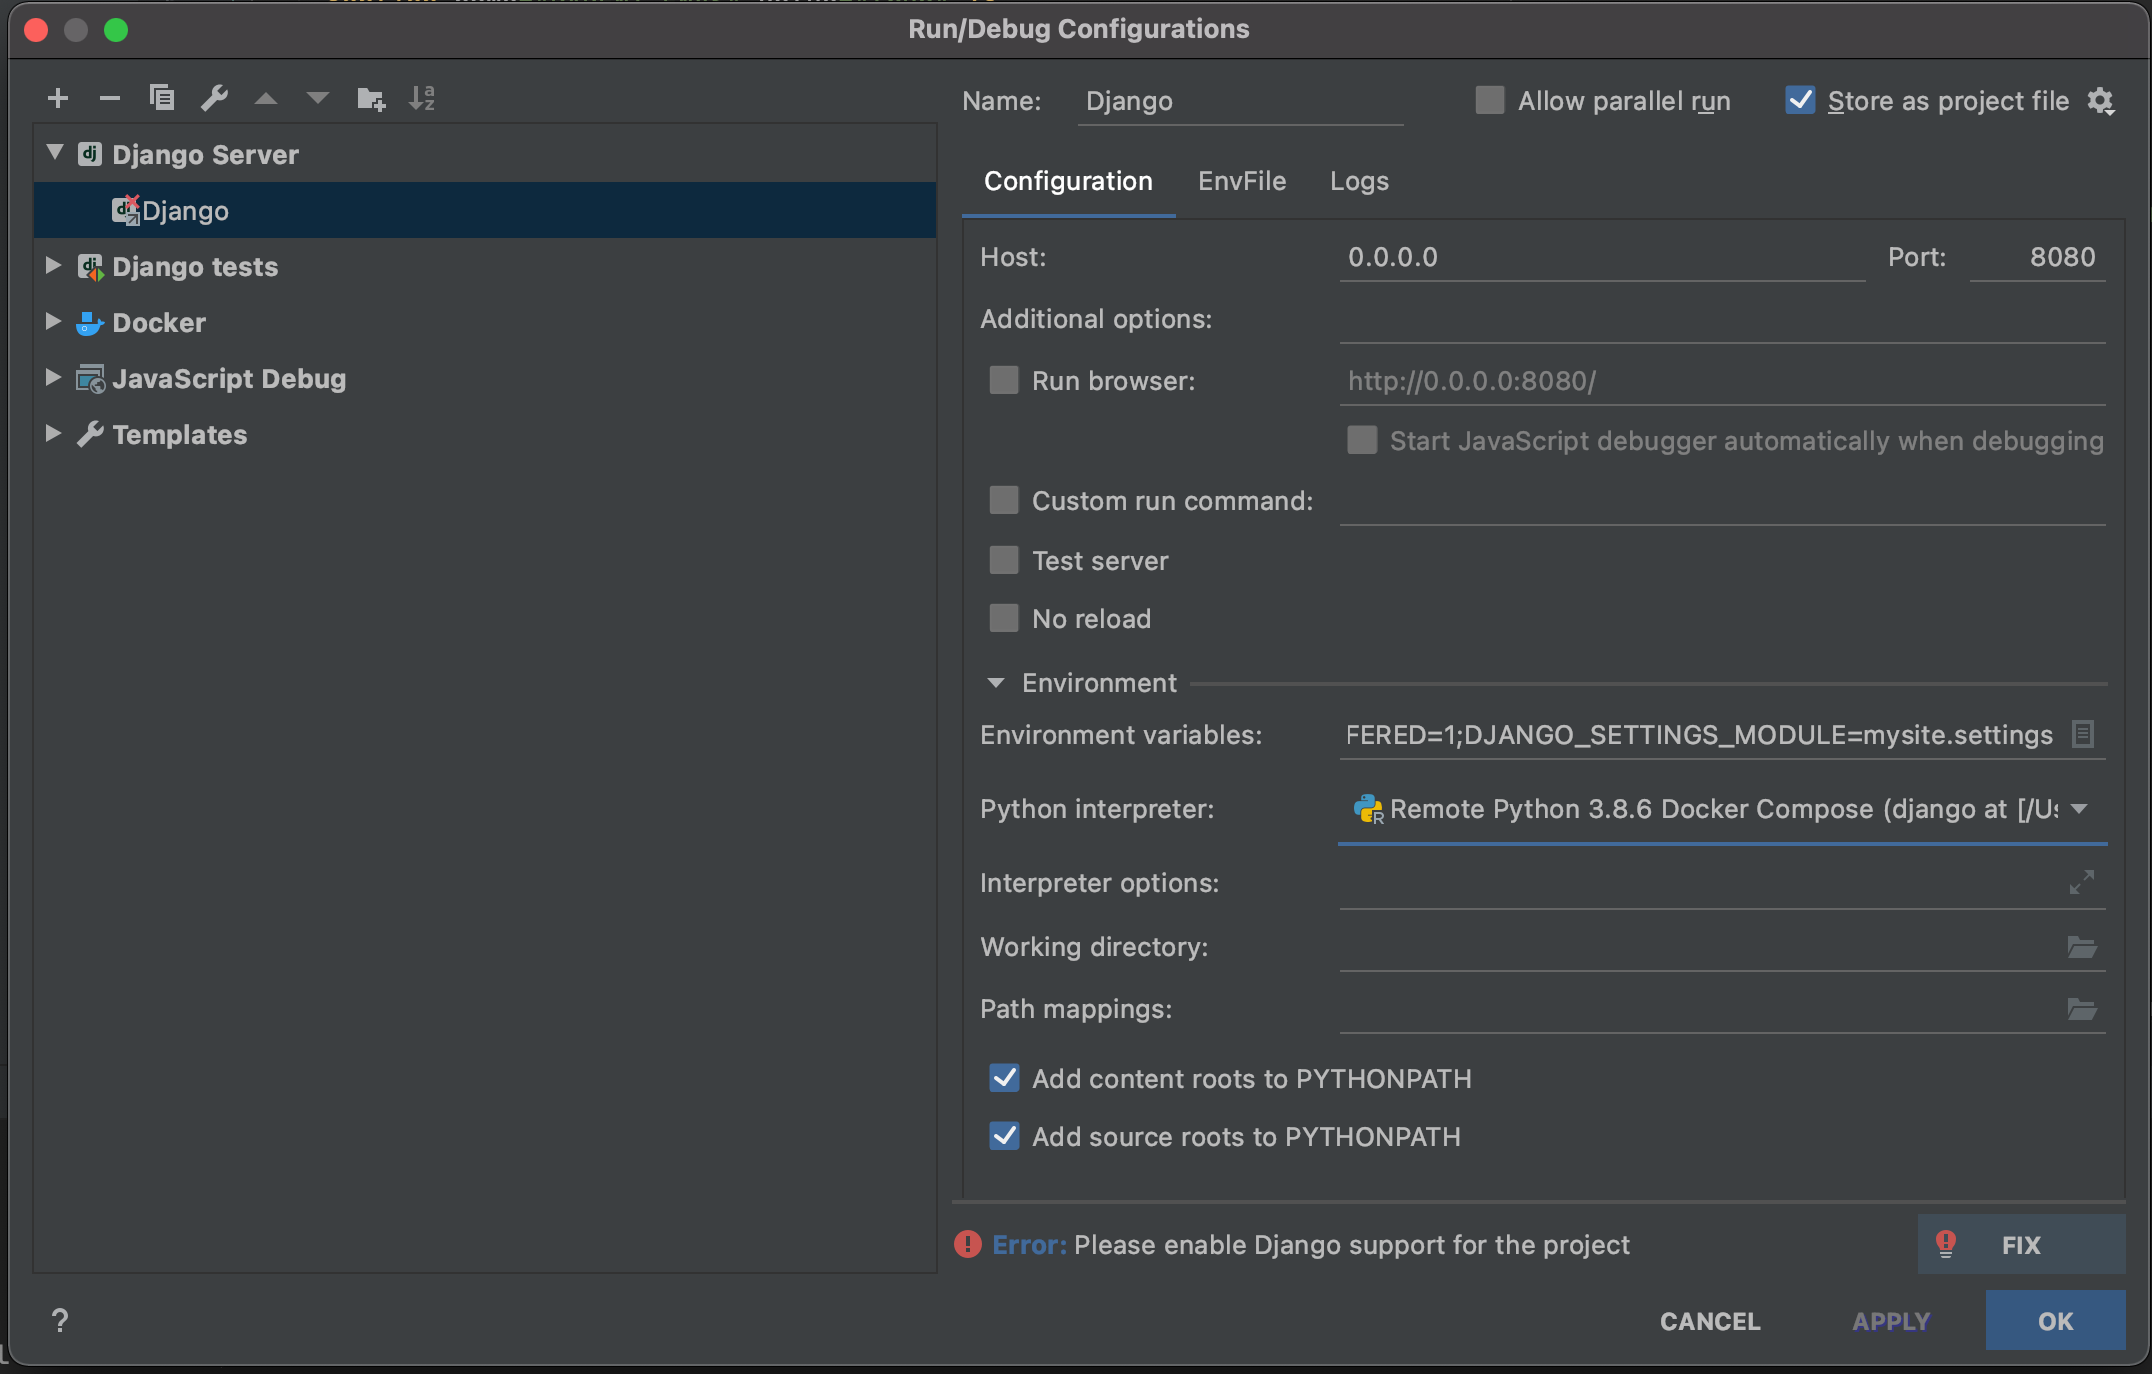 Run/Debug Configurations
Name: Django Allow parallel run Store as project file
Django Server
Django
Django tests
Docker
JavaScript Debug
Templates
Configuration EnvFile Logs
Host: 0.0.0.0 Port: 8080
Additional options:
Run browser: http://0.0.0.0:8080/
Start JavaScript debugger automatically when debugging
Custom run command:
Test server
No reload
Environment
Environment variables: FERED=1;DJANGO_SETTINGS_MODULE=mysite.settings
Python interpreter: Remote Python 3.8.6 Docker Compose (django at [/Us
Interpreter options:
Working directory:
Path mappings:
Add content roots to PYTHONPATH
Add source roots to PYTHONPATH
Error: Please enable Django support for the project FIX
? CANCEL APPLY OK